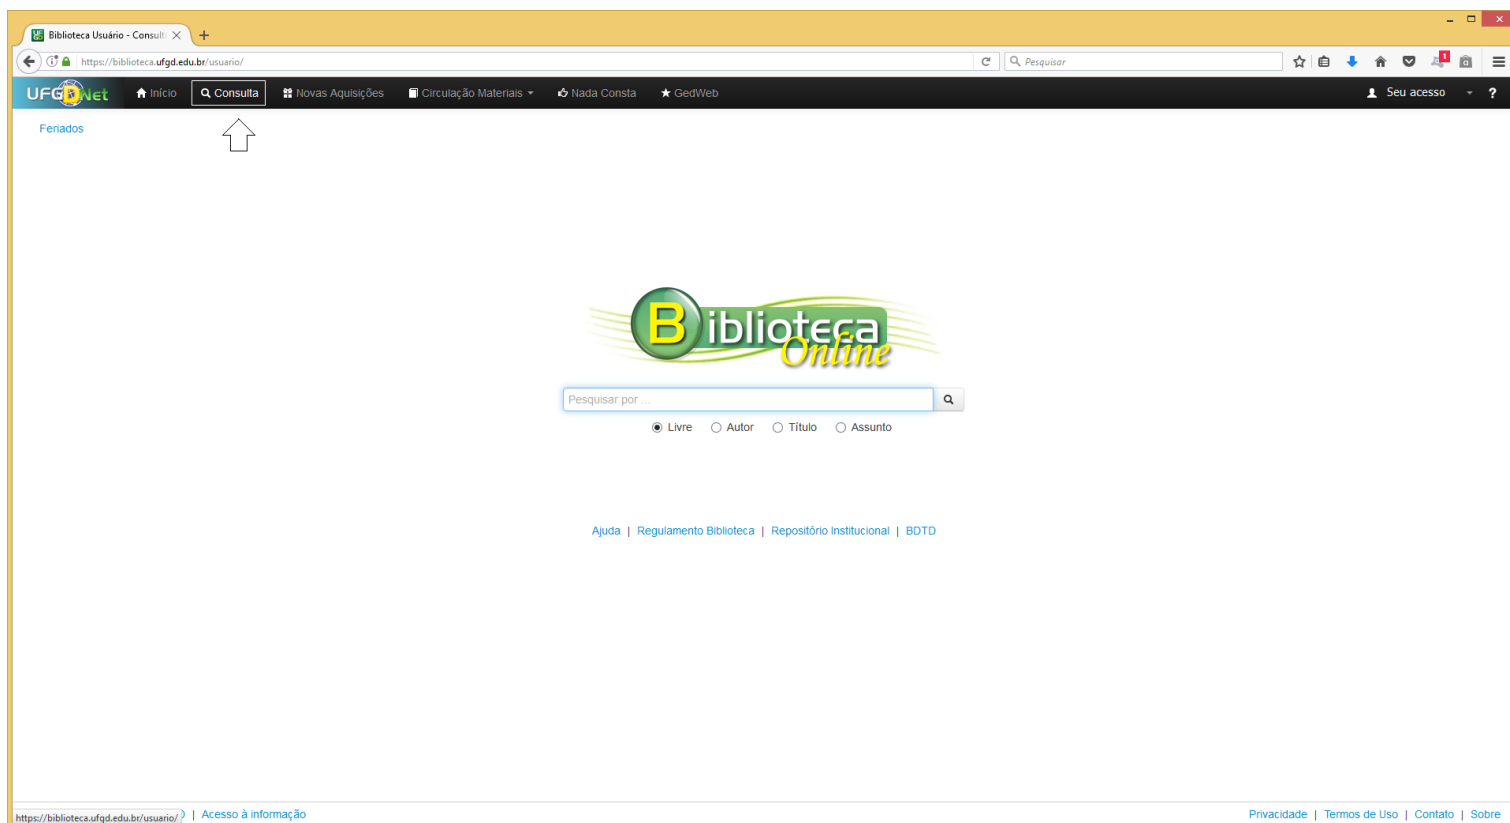 Biblioteca Usuário - Consult
https://biblioteca.ufgd.edu.br/usuario/
Pesquisar
1
UFGDNet Início Consulta Novas Aquisições Circulação Materiais Nada Consta GedWeb Seu acesso ?
Feriados
Biblioteca
Online
Pesquisar por ...
Livre Autor Título Assunto
Ajuda | Regulamento Biblioteca | Repositório Institucional | BDTD
https://biblioteca.ufgd.edu.br/usuario/ | Acesso à informação Privacidade | Termos de Uso | Contato | Sobre